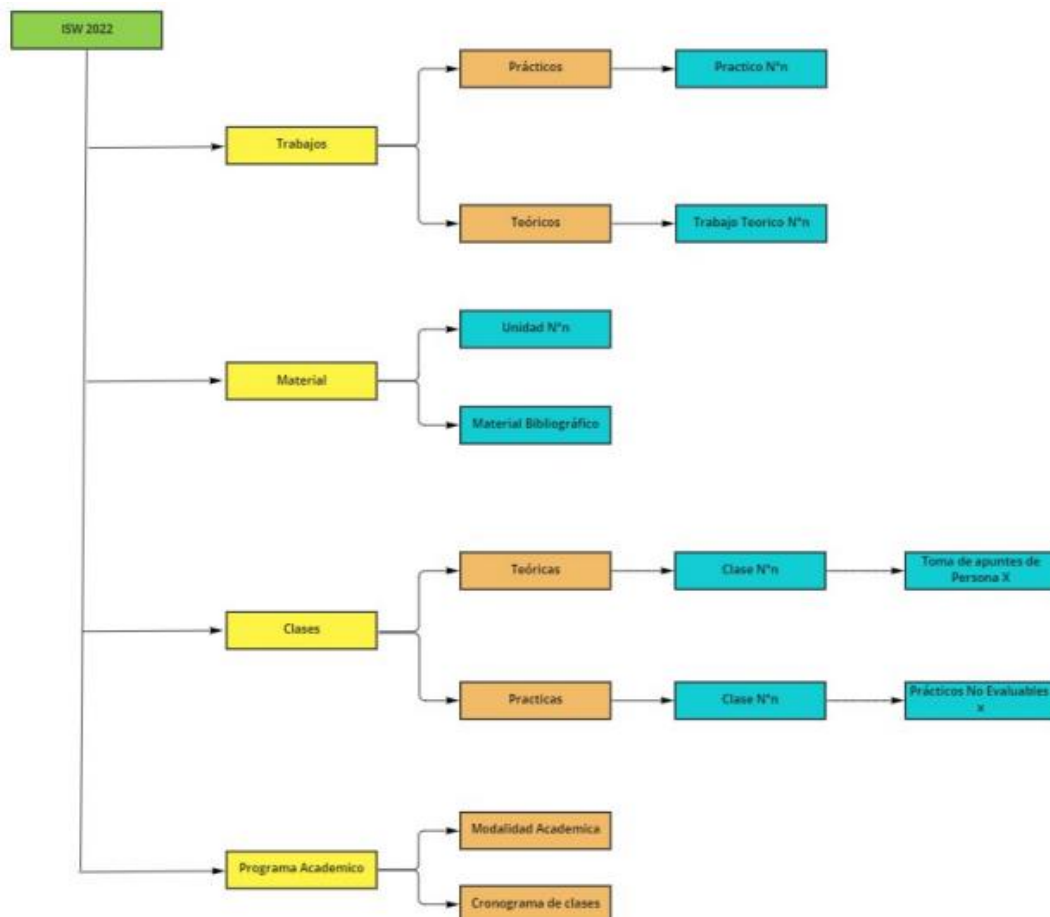 ISW 2022
Prácticos
Practico N°n
Trabajos
Teóricos
Trabajo Teorico N°n
Unidad N°n
Material
Material Bibliográfico
Teóricas
Clase N°n
Toma de apuntes de
Persona X
Clases
Practicas
Clase N°n
Prácticos No Evaluables
x
Modalidad Academica
Programa Academico
Cronograma de clases